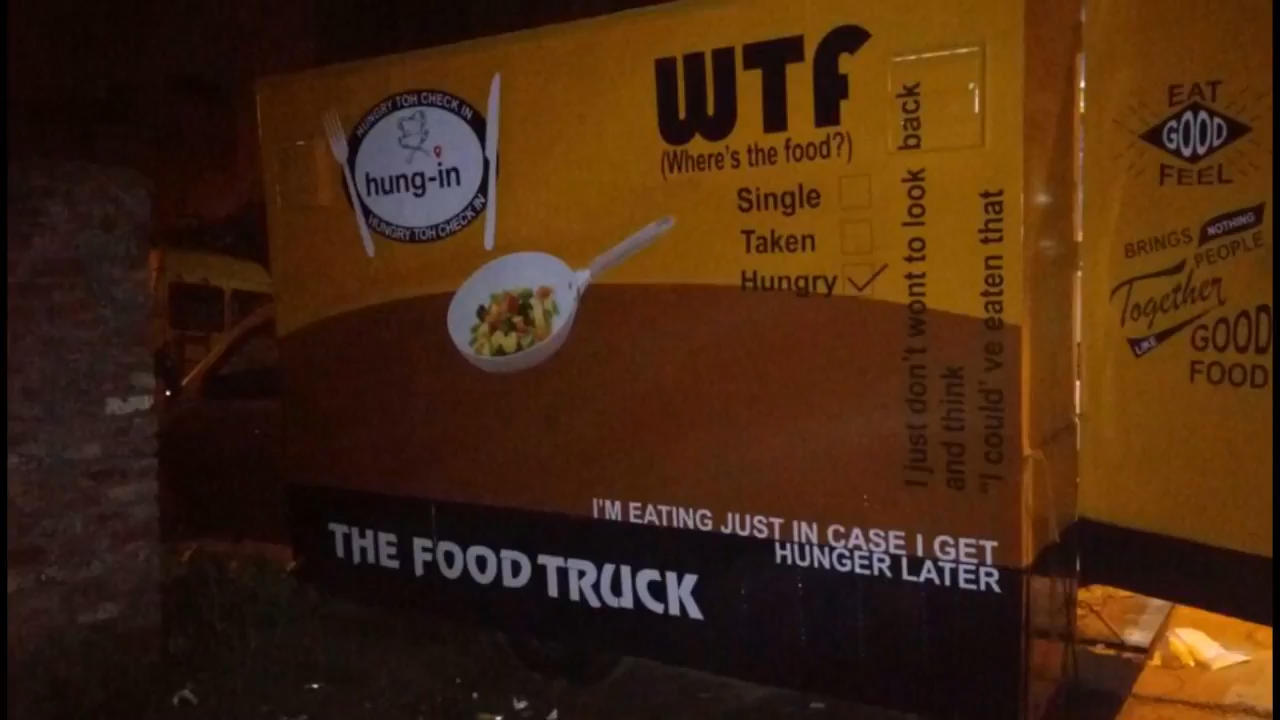 HUNGRY TOH CHECK IN
hung-in
HUNGRY TOH CHECK IN
WTF
(Where's the food?)
Single
Taken
Hungry
I just don't wont to look back
and think
"I could' ve eaten that
I'M EATING JUST IN CASE I GET
HUNGER LATER
THE FOOD TRUCK
EAT
GOOD
FEEL
BRINGS NOTHING
PEOPLE
Together
LIKE GOOD
FOOD